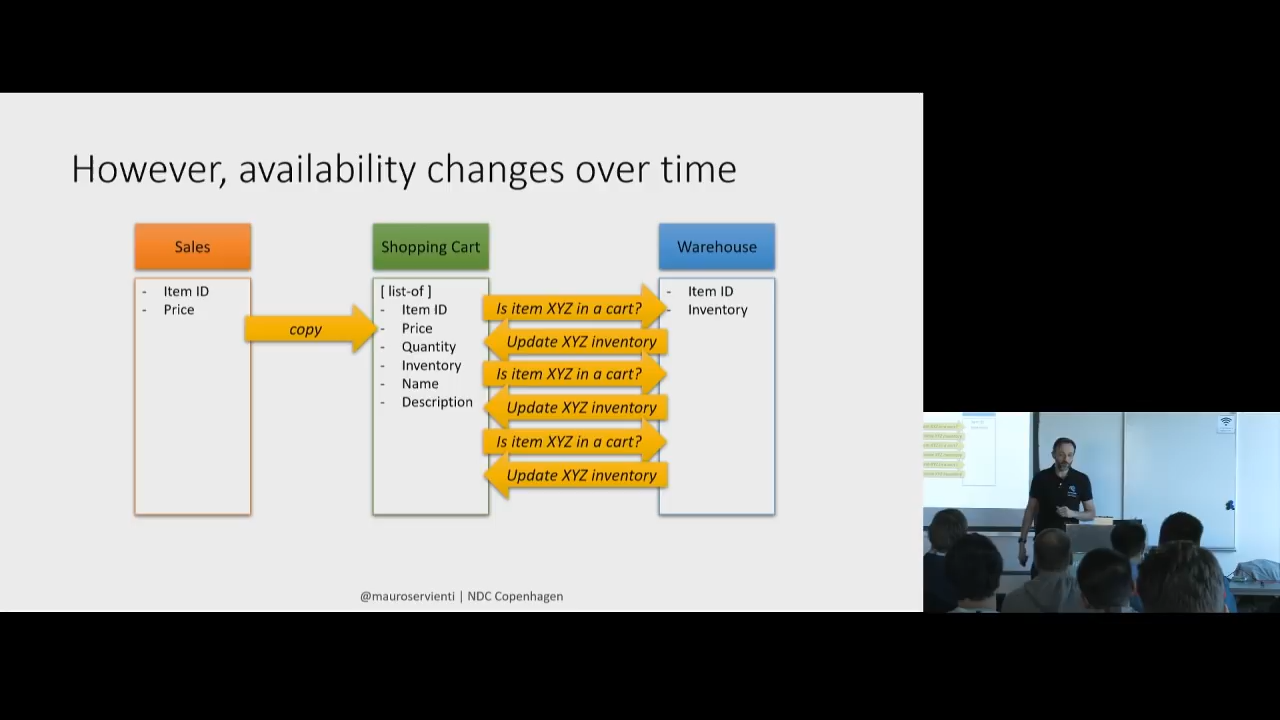 However, availability changes over time
Sales
- Item ID
- Price
copy
Shopping Cart
[ list-of ]
- Item ID
- Price
- Quantity
- Inventory
- Name
- Description
Is item XYZ in a cart?
Update XYZ inventory
Is item XYZ in a cart?
Update XYZ inventory
Is item XYZ in a cart?
Update XYZ inventory
Warehouse
- Item ID
- Inventory
@mauroservienti | NDC Copenhagen